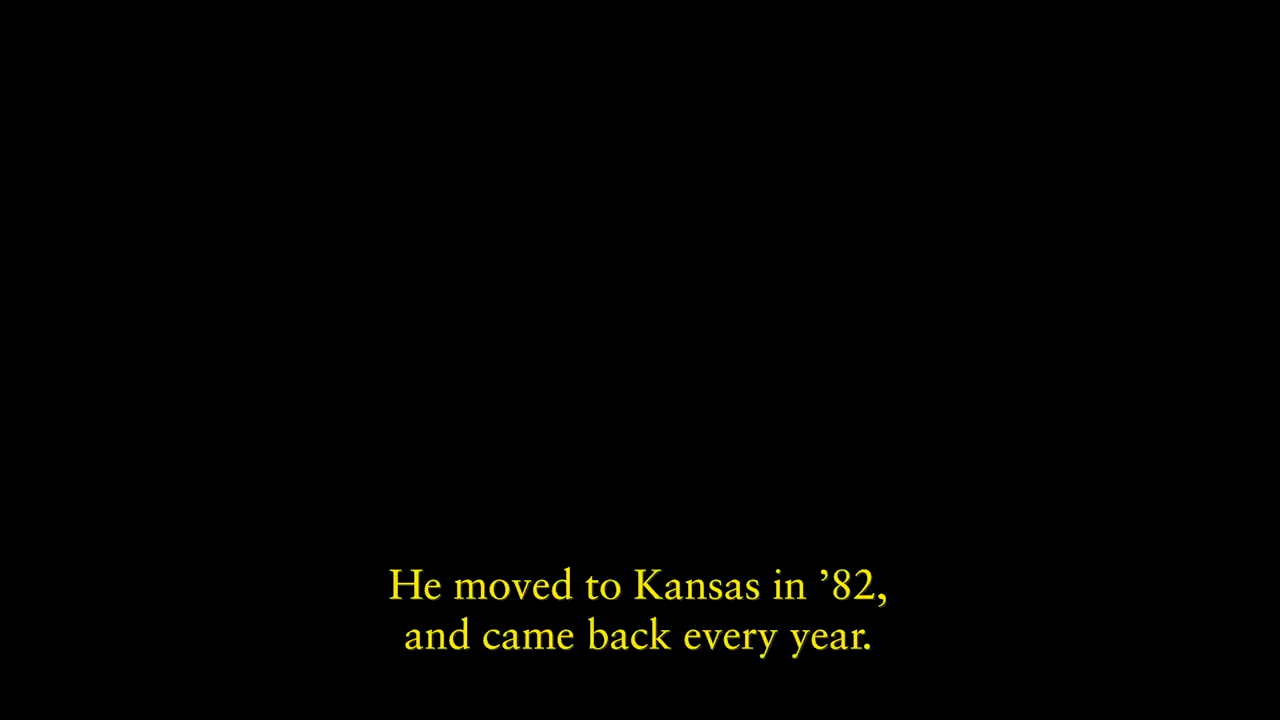 He moved to Kansas in ’82,
and came back every year.